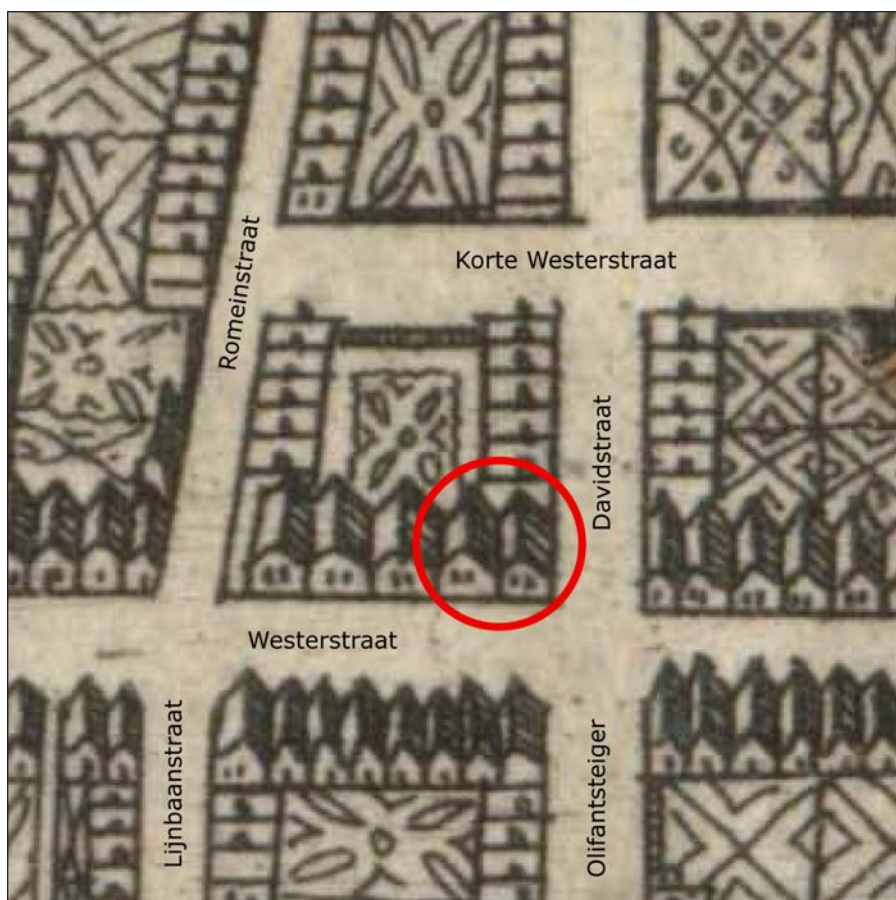 Korte Westerstraat
Romeinstraat
Davidstraat
Westerstraat
Lijnbaanstraat
Olifantsteiger